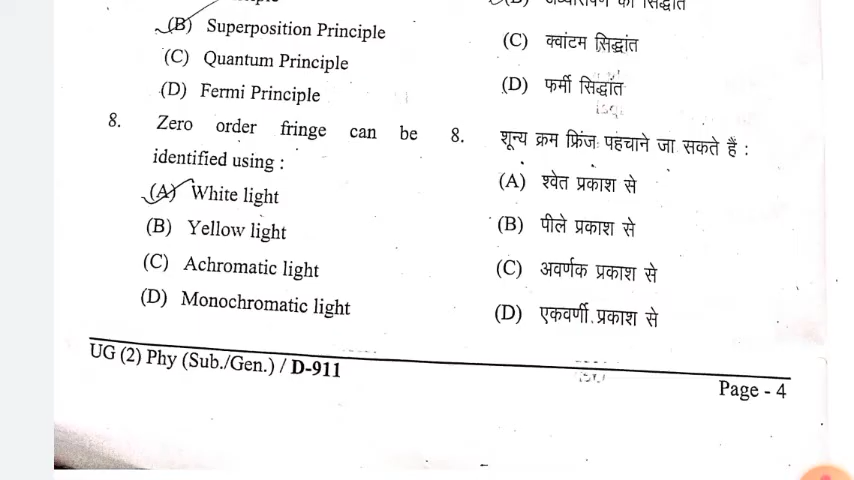 (B) Superposition Principle
(C) Quantum Principle
(D) Fermi Principle
8. Zero order fringe can be
identified using :
(A) White light
(B) Yellow light
(C) Achromatic light
(D) Monochromatic light
(C) क्वांटम सिद्धांत
(D) फर्मी सिद्धांत
8. शून्य क्रम फ्रिंज पहंचाने जा सकते हैं :
(A) श्वेत प्रकाश से
(B) पीले प्रकाश से
(C) अवर्णक प्रकाश से
(D) एकवर्णी प्रकाश से
UG (2) Phy (Sub./Gen.) / D-911
Page - 4